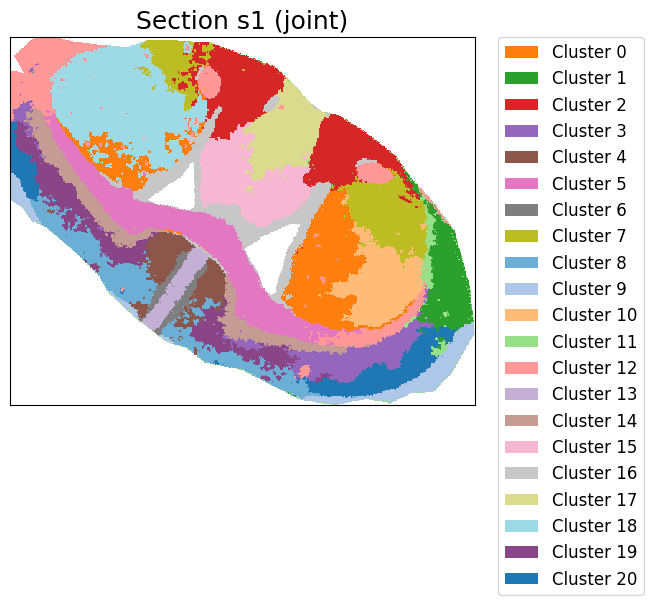 Section s1 (joint)
Cluster 0
Cluster 1
Cluster 2
Cluster 3
Cluster 4
Cluster 5
Cluster 6
Cluster 7
Cluster 8
Cluster 9
Cluster 10
Cluster 11
Cluster 12
Cluster 13
Cluster 14
Cluster 15
Cluster 16
Cluster 17
Cluster 18
Cluster 19
Cluster 20